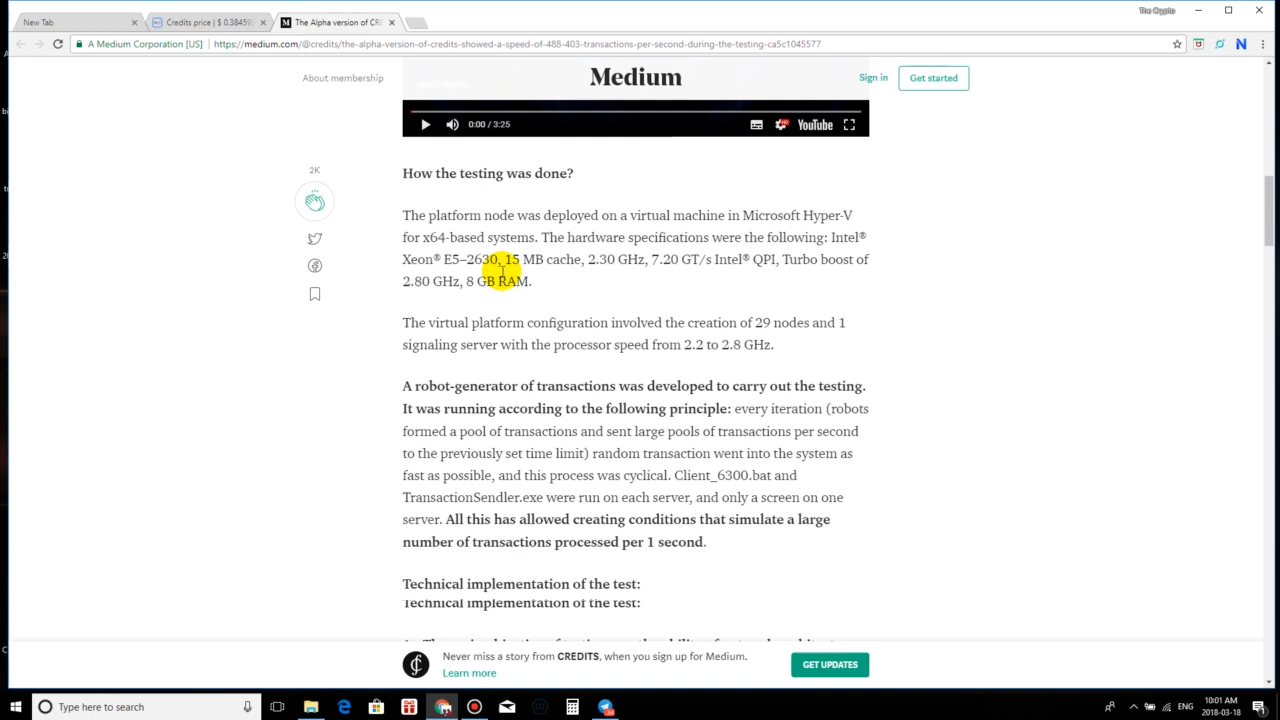 The Crypto
New Tab
Credits price | $ 0.384595
The Alpha version of CRE
A Medium Corporation [US]
https://medium.com/@credits/the-alpha-version-of-credits-showed-a-speed-of-488-403-transactions-per-second-during-the-testing-ca5c1045577
About membership
Medium
Sign in
Get started
0:00 / 3:25
YouTube
How the testing was done?
2K
The platform node was deployed on a virtual machine in Microsoft Hyper-V
for x64-based systems. The hardware specifications were the following: Intel®
Xeon® E5–2630, 15 MB cache, 2.30 GHz, 7.20 GT/s Intel® QPI, Turbo boost of
2.80 GHz, 8 GB RAM.
The virtual platform configuration involved the creation of 29 nodes and 1
signaling server with the processor speed from 2.2 to 2.8 GHz.
A robot-generator of transactions was developed to carry out the testing.
It was running according to the following principle: every iteration (robots
formed a pool of transactions and sent large pools of transactions per second
to the previously set time limit) random transaction went into the system as
fast as possible, and this process was cyclical. Client_6300.bat and
TransactionSendler.exe were run on each server, and only a screen on one
server. All this has allowed creating conditions that simulate a large
number of transactions processed per 1 second.
Technical implementation of the test:
Technical implementation of the test:
Never miss a story from CREDITS, when you sign up for Medium.
Learn more
GET UPDATES
Type here to search
ENG
10:01 AM
2018-03-18